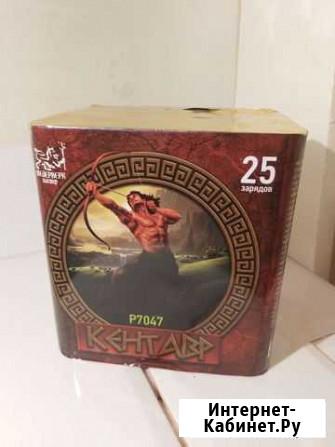 25
зарядов
P7047
КЕНТАВР
Интернет-
Кабинет.Ру